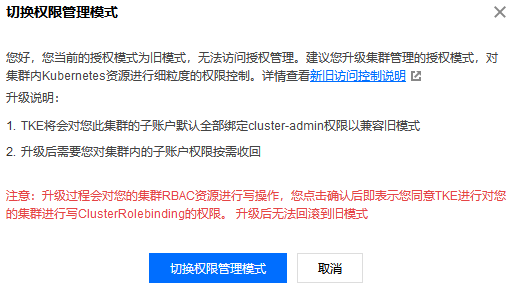 切换权限管理模式
您好，您当前的授权模式为旧模式，无法访问授权管理。建议您升级集群管理的授权模式，对
集群内Kubernetes资源进行细粒度的权限控制。详情查看新旧访问控制说明
升级说明：
1. TKE将会对您此集群的子账户默认全部绑定cluster-admin权限以兼容旧模式
2. 升级后需要您对集群内的子账户权限按需收回
注意：升级过程会对您的集群RBAC资源进行写操作，您点击确认后即表示您同意TKE进行对您
的集群进行写ClusterRolebinding的权限。 升级后无法回滚到旧模式
切换权限管理模式 取消